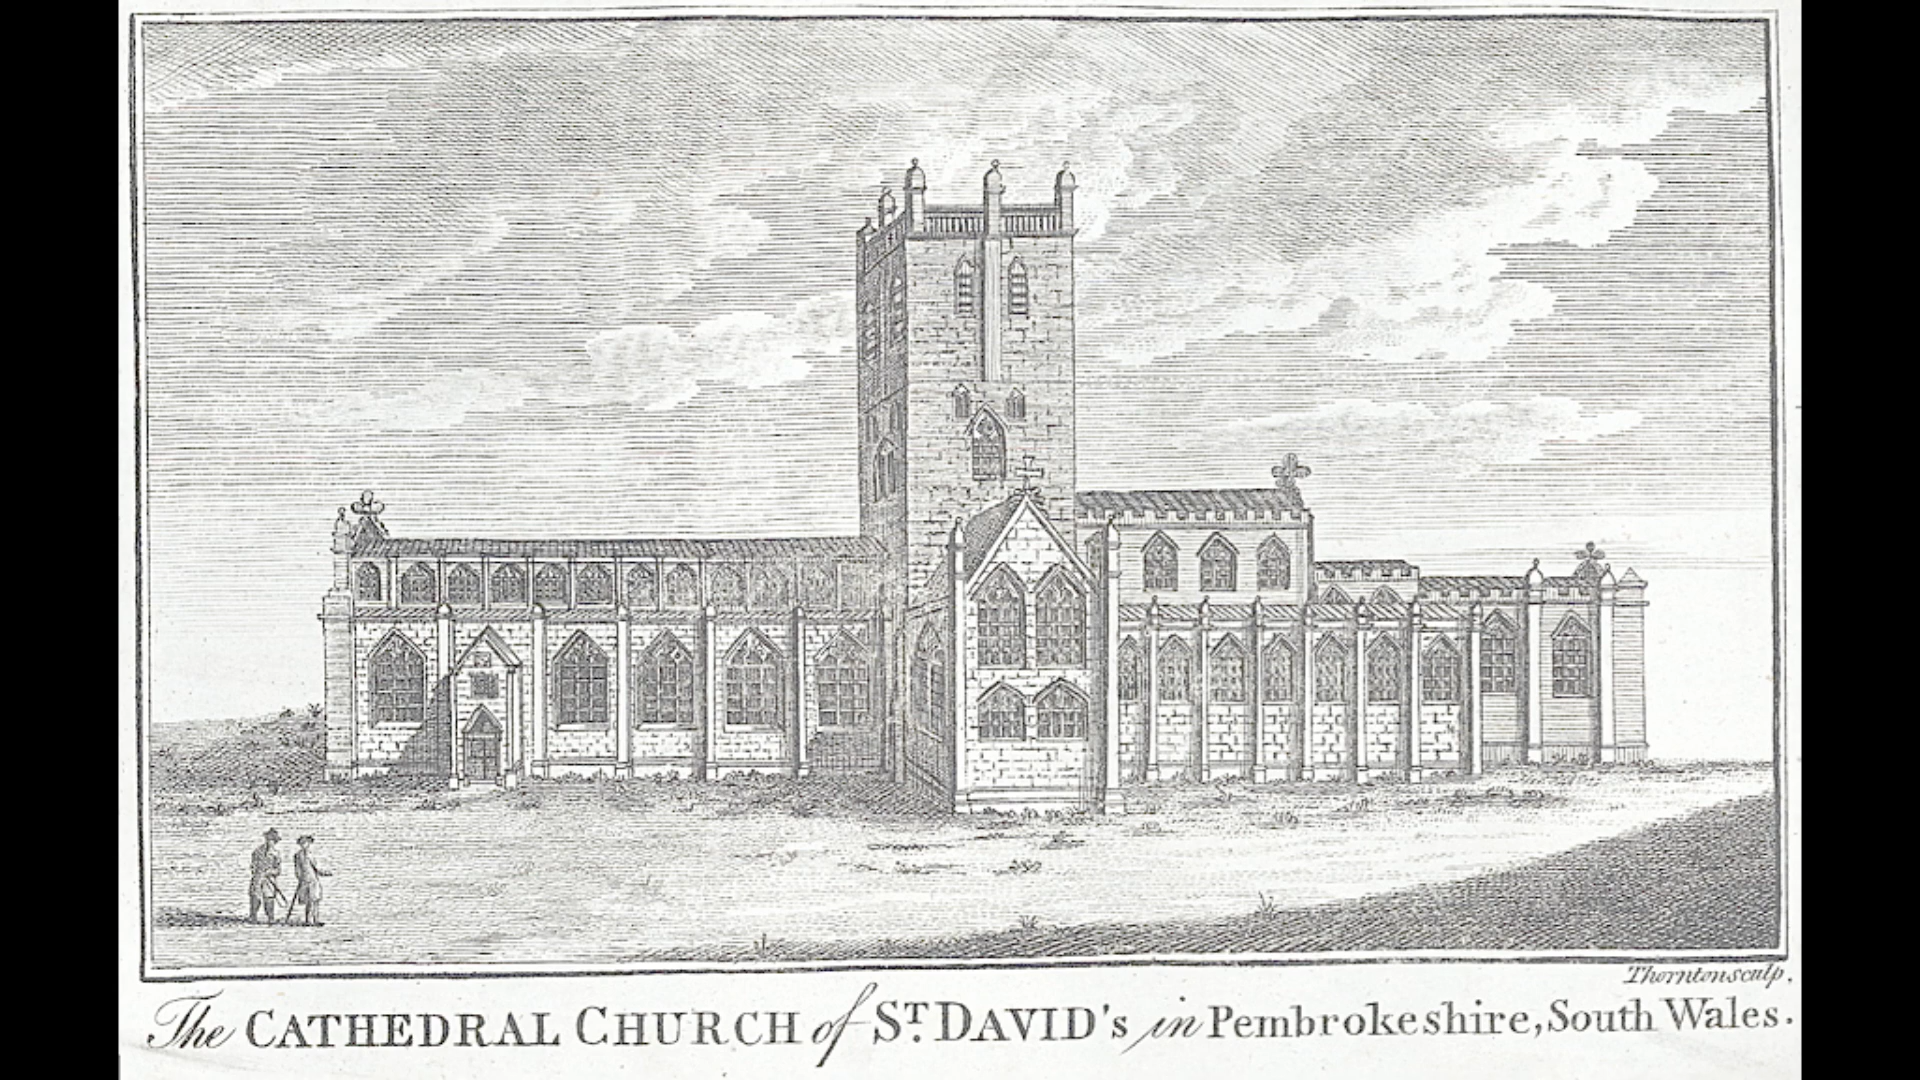 Thornton sculp.
The CATHEDRAL CHURCH of ST. DAVID's in Pembrokeshire, South Wales.